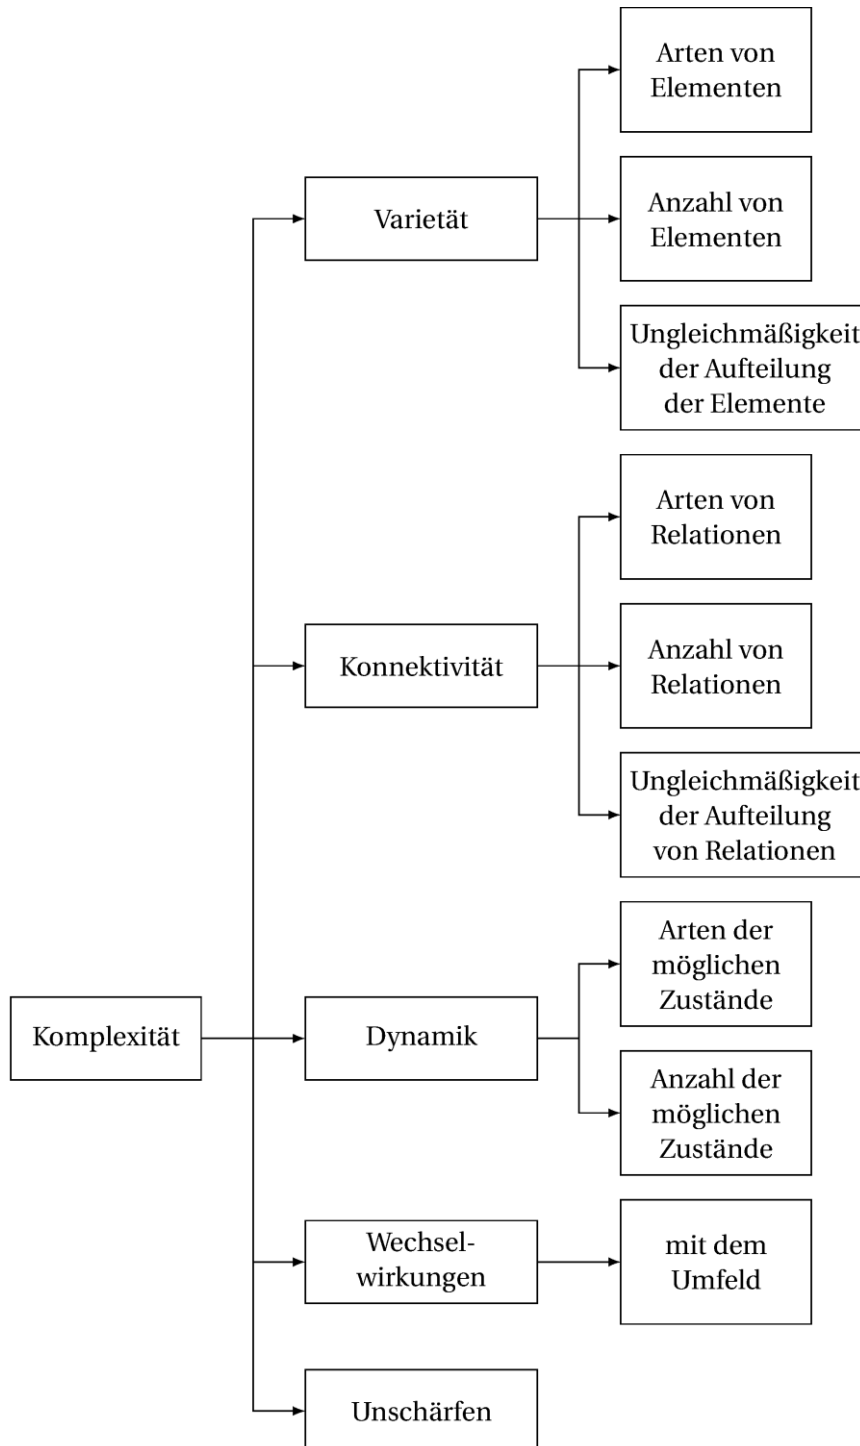 Arten von
Elementen
Varietät
Anzahl von
Elementen
Ungleichmäßigkeit
der Aufteilung
der Elemente
Arten von
Relationen
Konnektivität
Anzahl von
Relationen
Ungleichmäßigkeit
der Aufteilung
von Relationen
Komplexität
Dynamik
Arten der
möglichen
Zustände
Anzahl der
möglichen
Zustände
Wechsel-
wirkungen
mit dem
Umfeld
Unschärfen